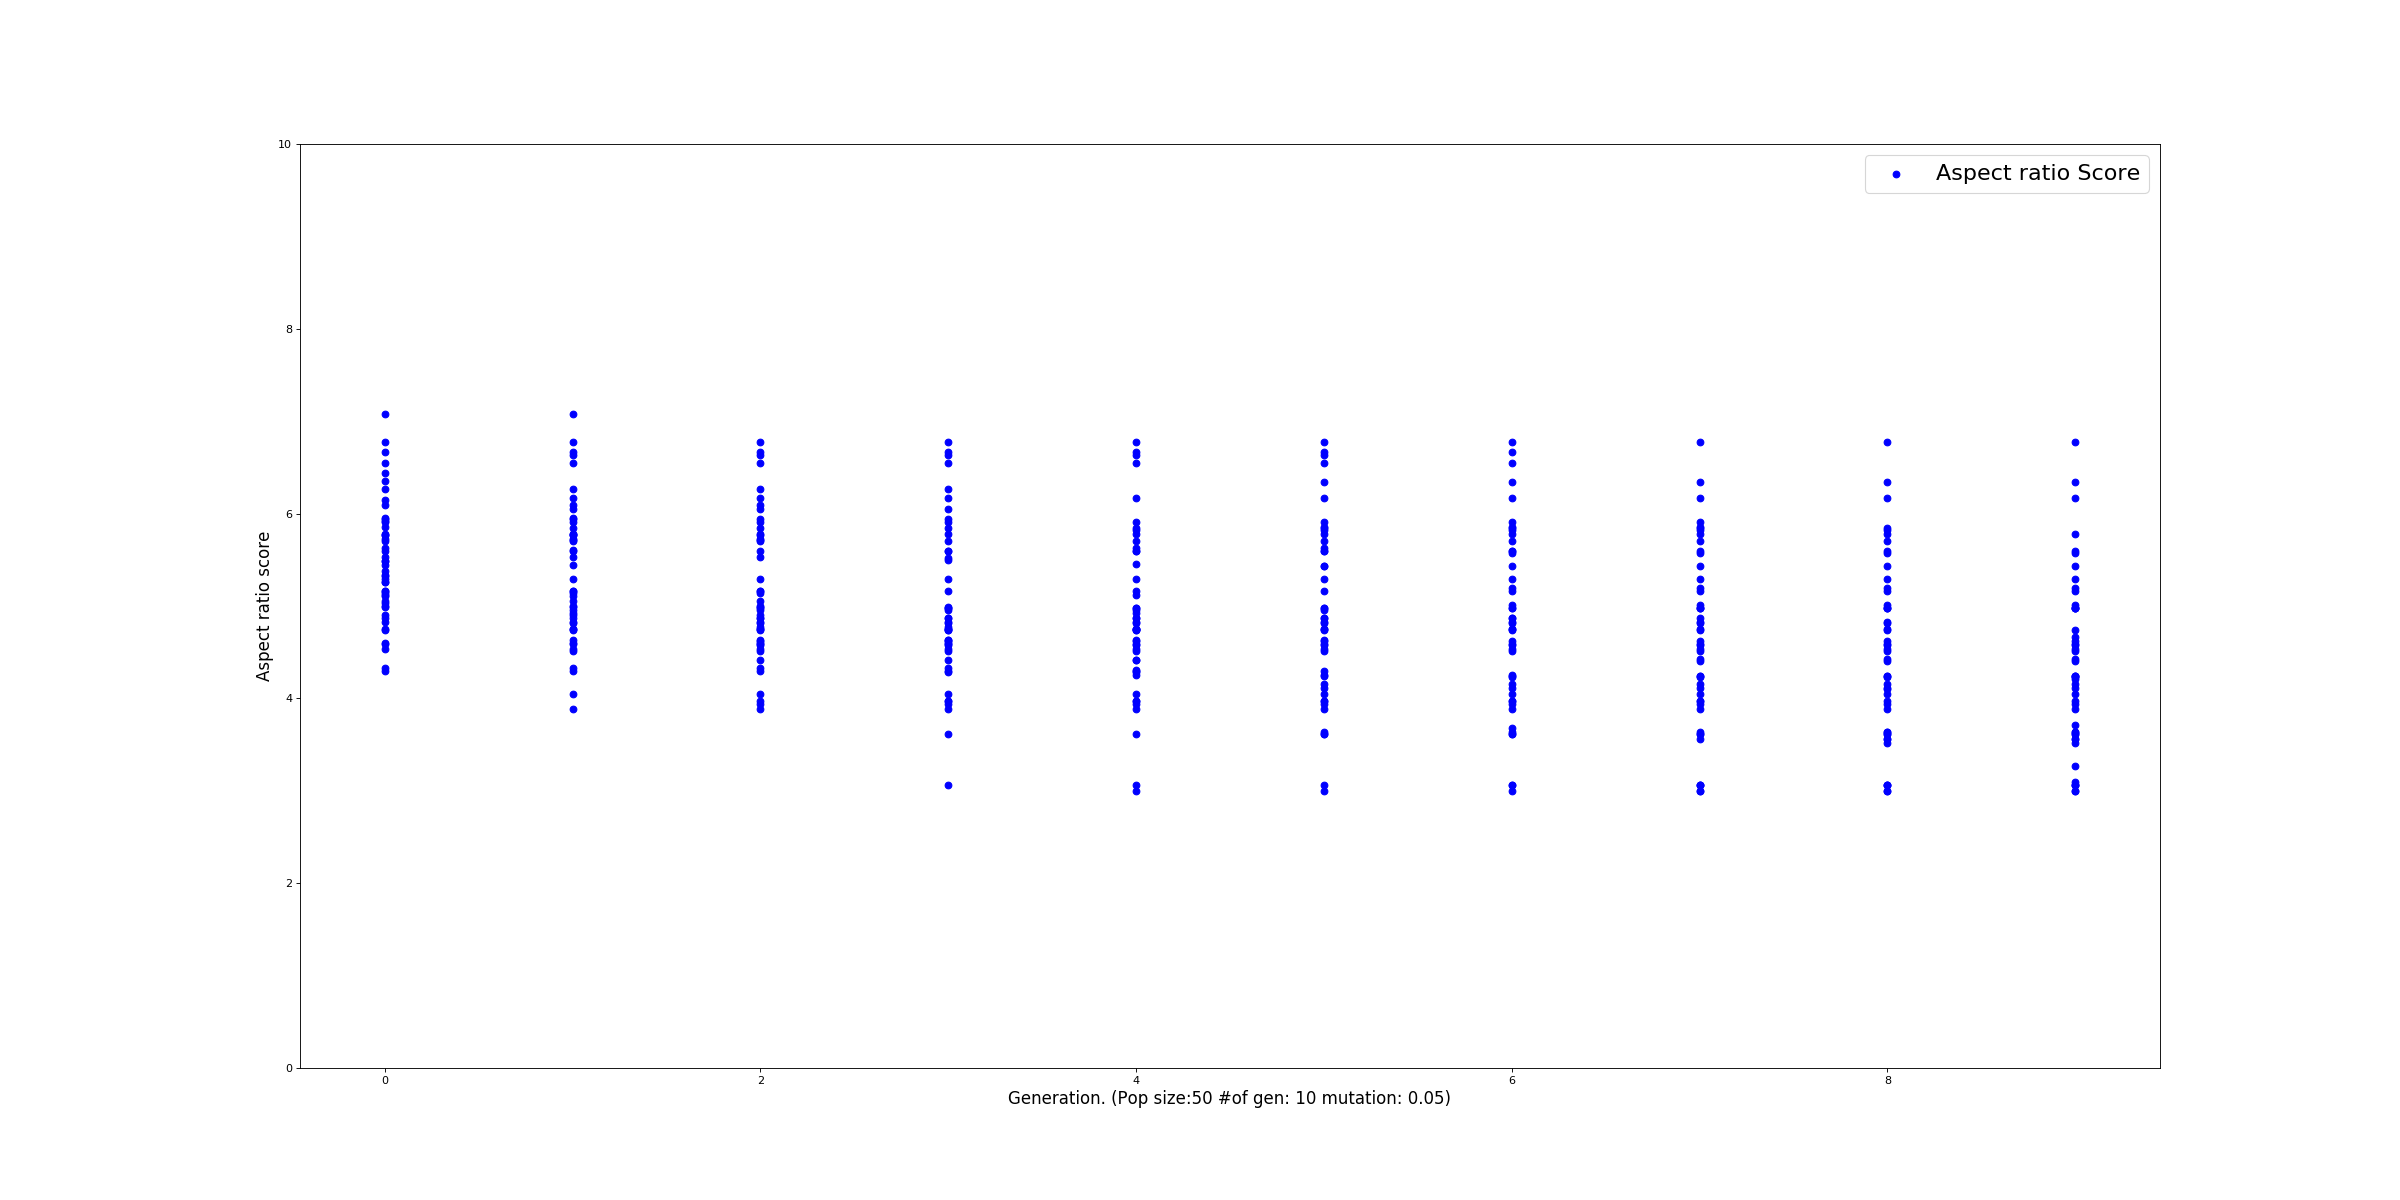 Aspect ratio Score
10
8
6
4
2
0
Aspect ratio score
0 2 4 6 8
Generation. (Pop size:50 #of gen: 10 mutation: 0.05)